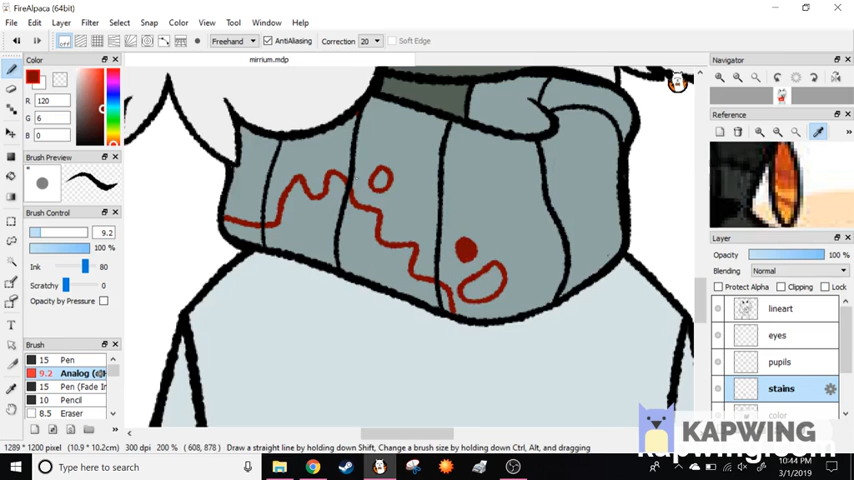 FireAlpaca (64bit)
File Edit Layer Filter Select Snap Color View Tool Window Help
off Freehand AntiAliasing Correction 20 Soft Edge
Color
mirrium.mdp
Navigator
R 120
G 6
B 0
Reference
Brush Preview
Brush Control
9.2
100 %
Ink 80
Scratchy 0
Opacity by Pressure
Layer
Opacity 100 %
Blending Normal
Protect Alpha Clipping Lock
lineart
eyes
pupils
stains
color
Brush
15 Pen
9.2 Analog
15 Pen (Fade In
10 Pencil
8.5 Eraser
1289 * 1200 pixel (10.9 * 10.2cm) 300 dpi 200 % ( 608, 878 ) Draw a straight line by holding down Shift, Change a brush size by holding down Ctrl, Alt, and dragging
KAPWING
kapwing.com
Type here to search
10:44 PM
3/1/2019